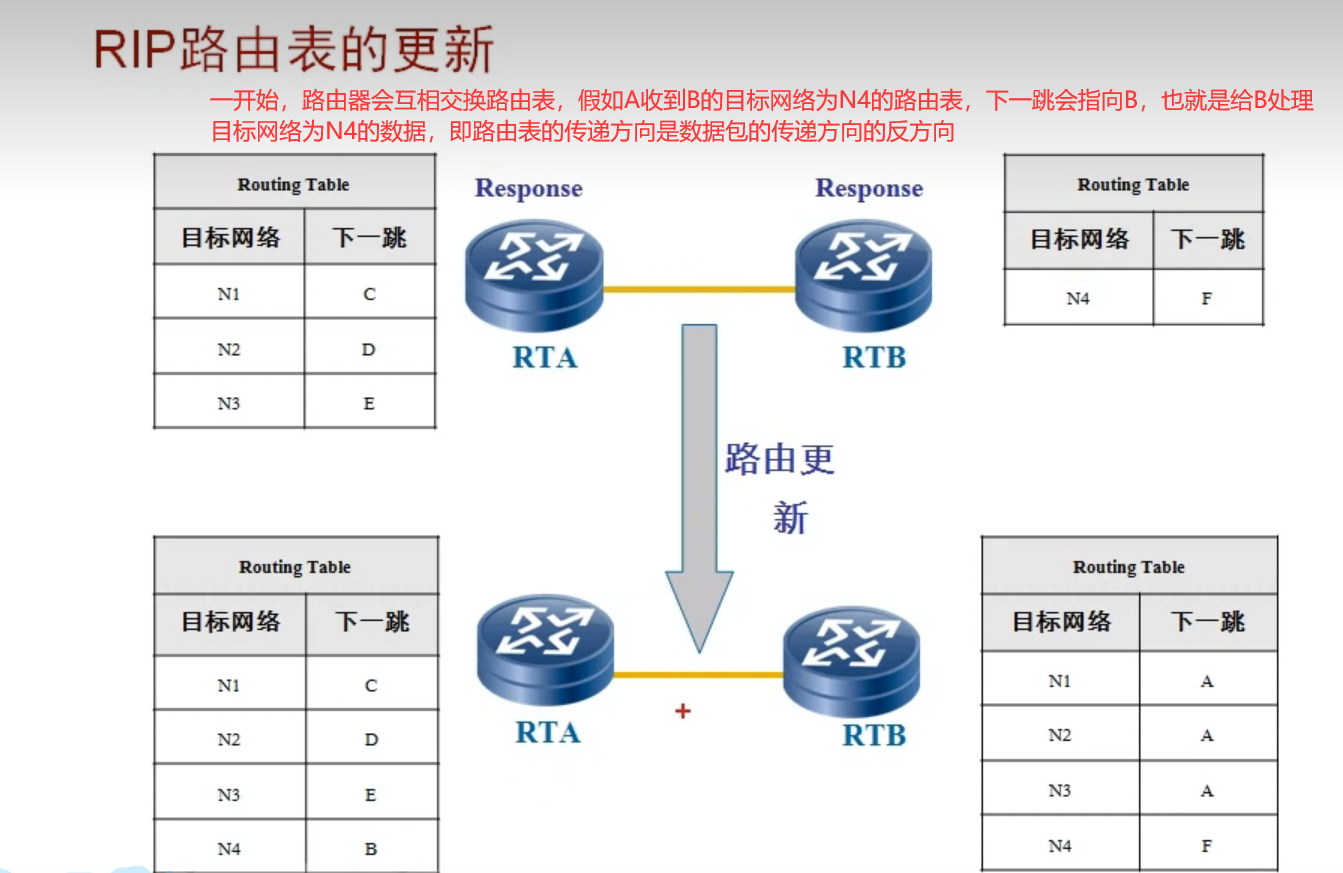 RIP路由表的更新
一开始，路由器会互相交换路由表，假如A收到B的目标网络为N4的路由表，下一跳会指向B，也就是给B处理
目标网络为N4的数据，即路由表的传递方向是数据包的传递方向的反方向
Routing Table
目标网络 下一跳
N1 C
N2 D
N3 E
Response
RTA
Response
RTB
Routing Table
目标网络 下一跳
N4 F
路由更
新
Routing Table
目标网络 下一跳
N1 C
N2 D
N3 E
N4 B
RTA
RTB
Routing Table
目标网络 下一跳
N1 A
N2 A
N3 A
N4 F